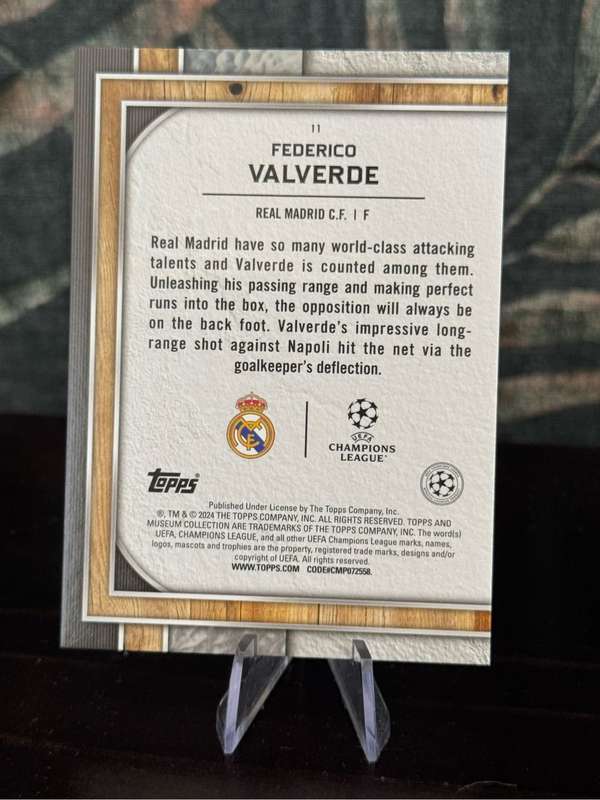 11
FEDERICO
VALVERDE
REAL MADRID C.F. | F
Real Madrid have so many world-class attacking
talents and Valverde is counted among them.
Unleashing his passing range and making perfect
runs into the box, the opposition will always be
on the back foot. Valverde's impressive long-
range shot against Napoli hit the net via the
goalkeeper's deflection.
UEFA
CHAMPIONS
LEAGUE
Topps
Published Under License by The Topps Company, Inc.
®, TM & © 2024 THE TOPPS COMPANY, INC. ALL RIGHTS RESERVED. TOPPS AND
MUSEUM COLLECTION ARE TRADEMARKS OF THE TOPPS COMPANY, INC. The word(s)
UEFA, CHAMPIONS LEAGUE, and all other UEFA Champions League marks, names,
logos, mascots and trophies are the property, registered trade marks, designs and/or
copyright of UEFA. All rights reserved.
WWW.TOPPS.COM CODE#CMP072558.